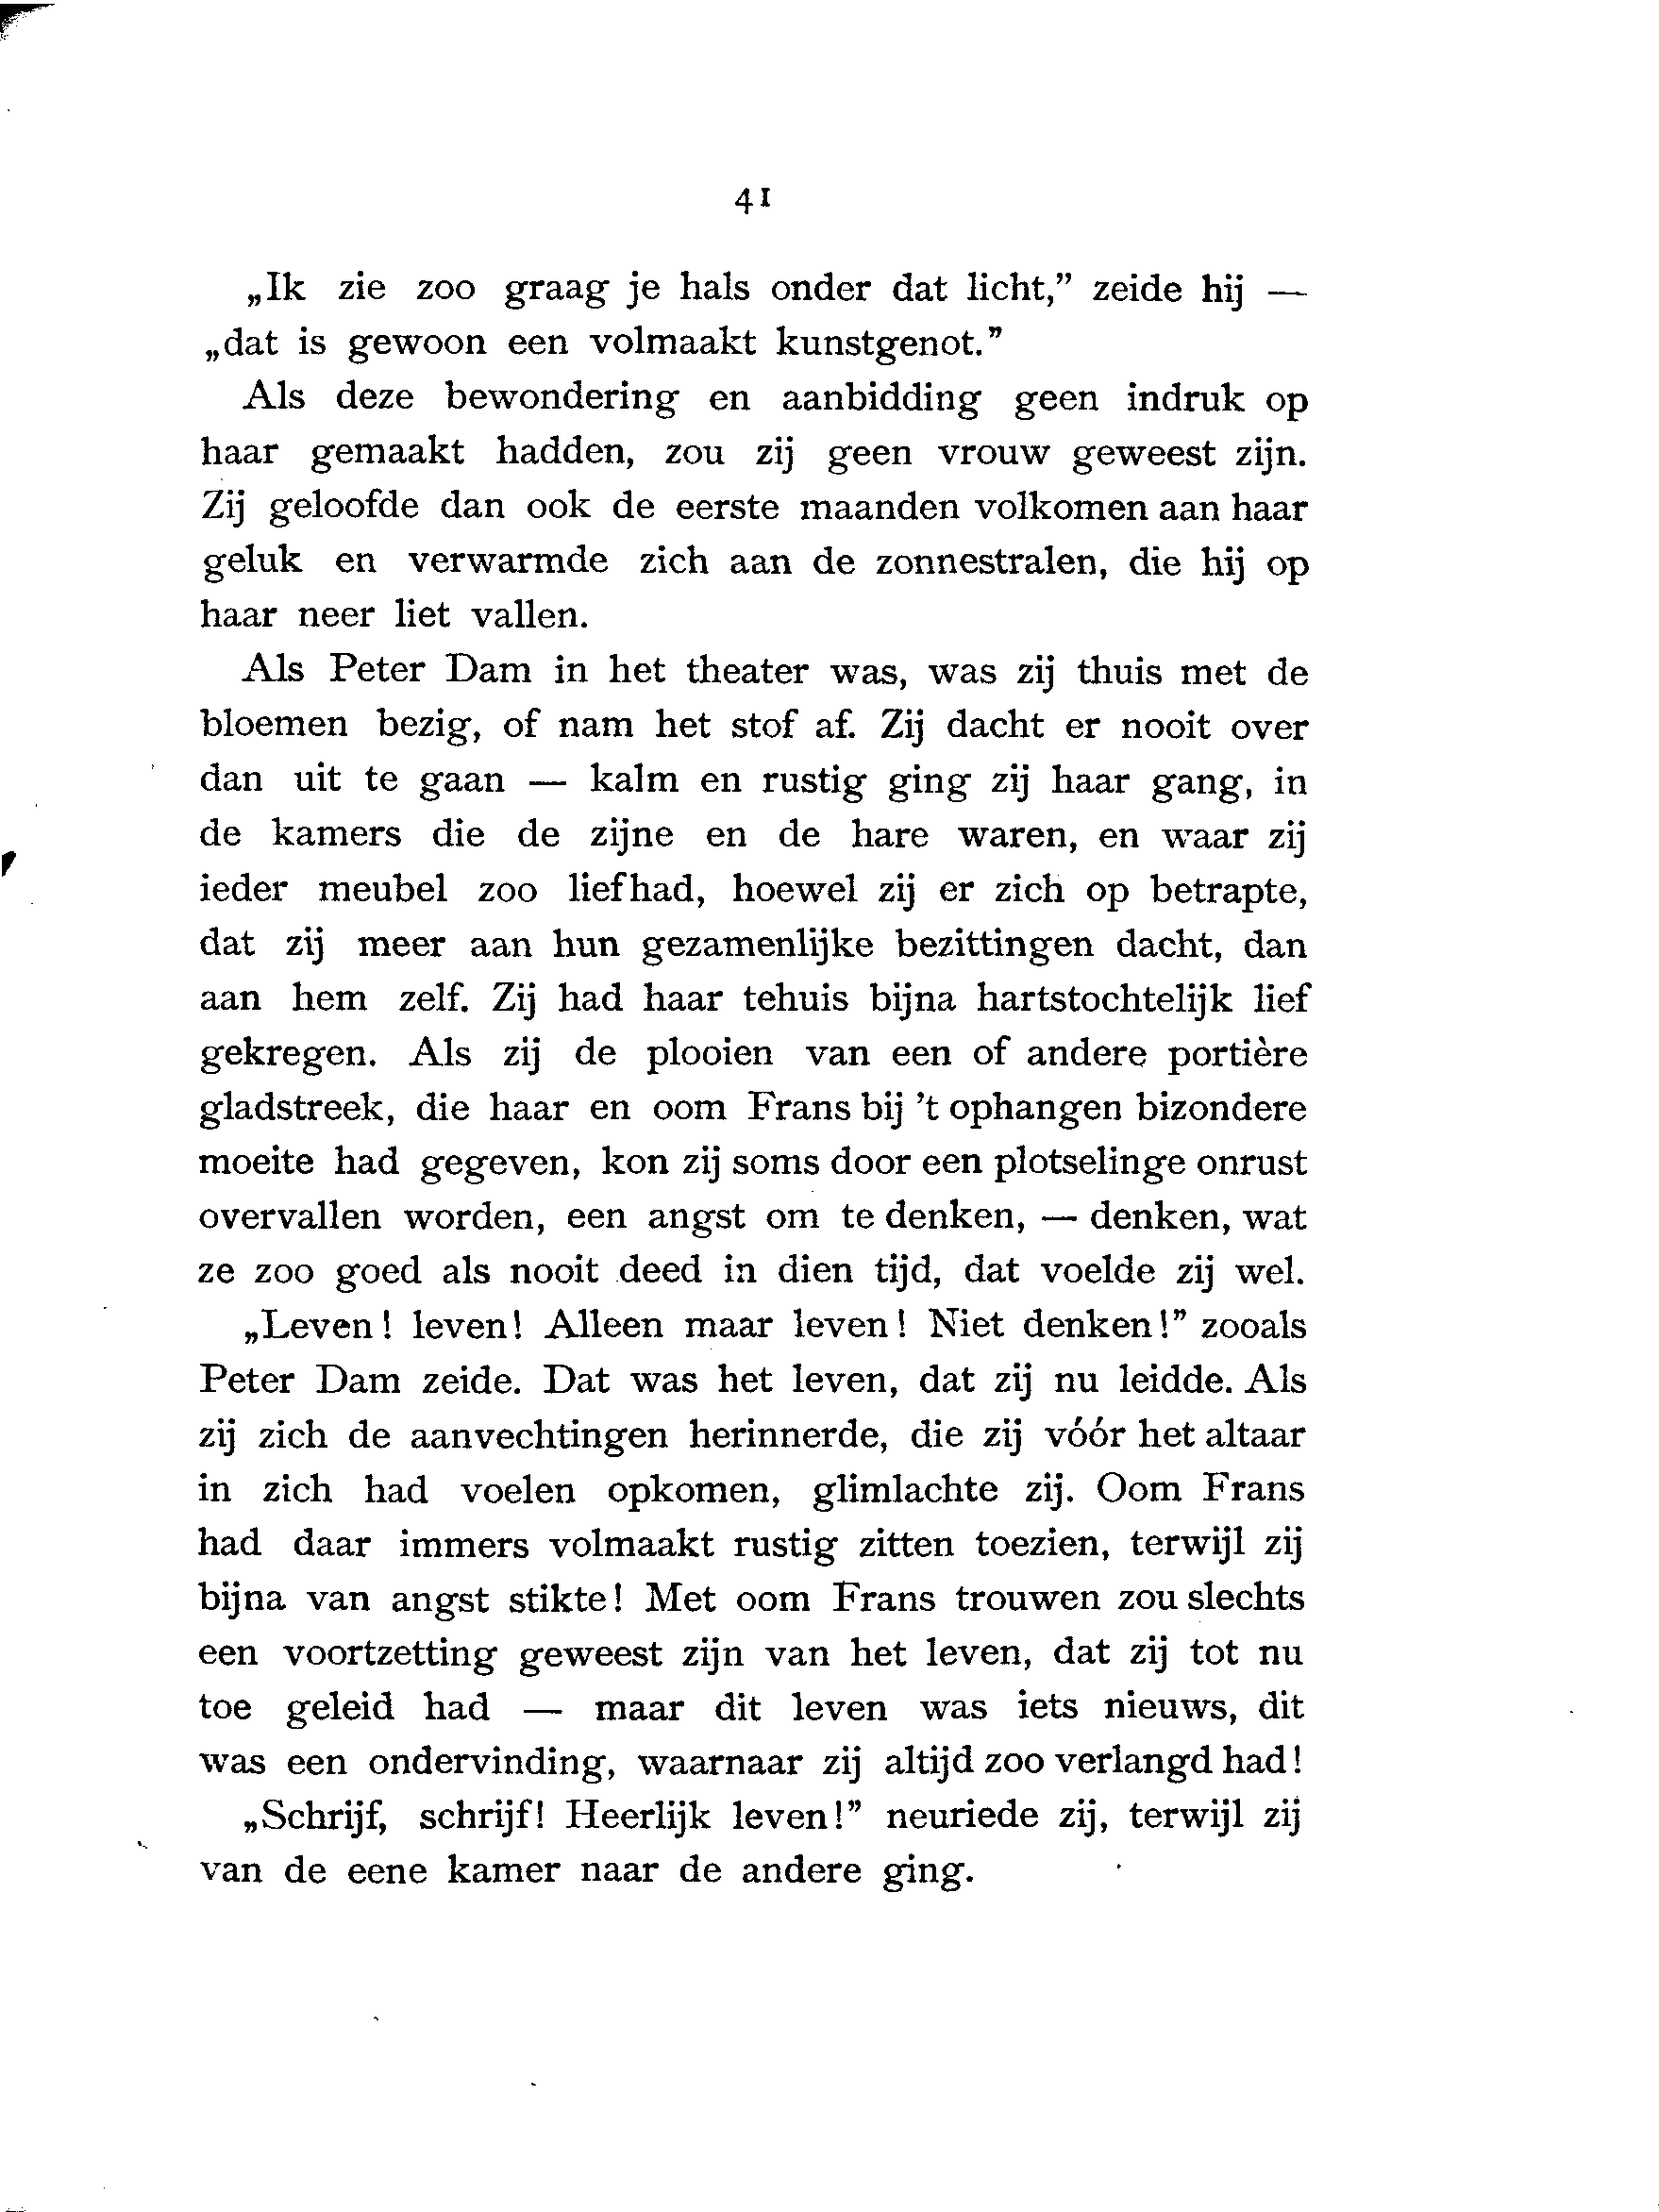 41
„Ik zie zoo graag je hals onder dat licht,” zeide hij —
„dat is gewoon een volmaakt kunstgenot.”
Als deze bewondering en aanbidding geen indruk op
haar gemaakt hadden, zou zij geen vrouw geweest zijn.
Zij geloofde dan ook de eerste maanden volkomen aan haar
geluk en verwarmde zich aan de zonnestralen, die hij op
haar neer liet vallen.
Als Peter Dam in het theater was, was zij thuis met de
bloemen bezig, of nam het stof af. Zij dacht er nooit over
dan uit te gaan — kalm en rustig ging zij haar gang, in
de kamers die de zijne en de hare waren, en waar zij
ieder meubel zoo liefhad, hoewel zij er zich op betrapte,
dat zij meer aan hun gezamenlijke bezittingen dacht, dan
aan hem zelf. Zij had haar tehuis bijna hartstochtelijk lief
gekregen. Als zij de plooien van een of andere portière
gladstreek, die haar en oom Frans bij 't ophangen bizondere
moeite had gegeven, kon zij soms door een plotselinge onrust
overvallen worden, een angst om te denken, — denken, wat
ze zoo goed als nooit deed in dien tijd, dat voelde zij wel.
„Leven! leven! Alleen maar leven! Niet denken!” zooals
Peter Dam zeide. Dat was het leven, dat zij nu leidde. Als
zij zich de aanvechtingen herinnerde, die zij vóór het altaar
in zich had voelen opkomen, glimlachte zij. Oom Frans
had daar immers volmaakt rustig zitten toezien, terwijl zij
bijna van angst stikte! Met oom Frans trouwen zou slechts
een voortzetting geweest zijn van het leven, dat zij tot nu
toe geleid had — maar dit leven was iets nieuws, dit
was een ondervinding, waarnaar zij altijd zoo verlangd had!
„Schrijf, schrijf! Heerlijk leven!” neuriede zij, terwijl zij
van de eene kamer naar de andere ging.